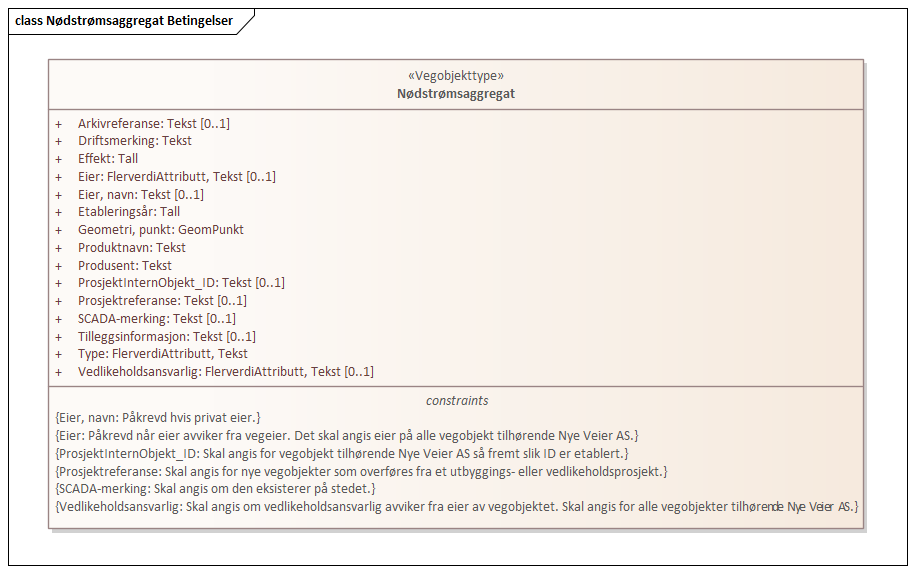 class Nødstrømsaggregat Betingelser
«Vegobjekttype»
Nødstrømsaggregat
+ Arkivreferanse: Tekst [0..1]
+ Driftsmerking: Tekst
+ Effekt: Tall
+ Eier: FlerverdiAttributt, Tekst [0..1]
+ Eier, navn: Tekst [0..1]
+ Etableringsår: Tall
+ Geometri, punkt: GeomPunkt
+ Produktnavn: Tekst
+ Produsent: Tekst
+ ProsjektInternObjekt_ID: Tekst [0..1]
+ Prosjektreferanse: Tekst [0..1]
+ SCADA-merking: Tekst [0..1]
+ Tilleggsinformasjon: Tekst [0..1]
+ Type: FlerverdiAttributt, Tekst
+ Vedlikeholdsansvarlig: FlerverdiAttributt, Tekst [0..1]
constraints
{Eier, navn: Påkrevd hvis privat eier.}
{Eier: Påkrevd når eier avviker fra vegeier. Det skal angis eier på alle vegobjekt tilhørende Nye Veier AS.}
{ProsjektInternObjekt_ID: Skal angis for vegobjekt tilhørende Nye Veier AS så fremt slik ID er etablert.}
{Prosjektreferanse: Skal angis for nye vegobjekter som overføres fra et utbyggings- eller vedlikeholdsprosjekt.}
{SCADA-merking: Skal angis om den eksisterer på stedet.}
{Vedlikeholdsansvarlig: Skal angis om vedlikeholdsansvarlig avviker fra eier av vegobjektet. Skal angis for alle vegobjekter tilhørende Nye Veier AS.}